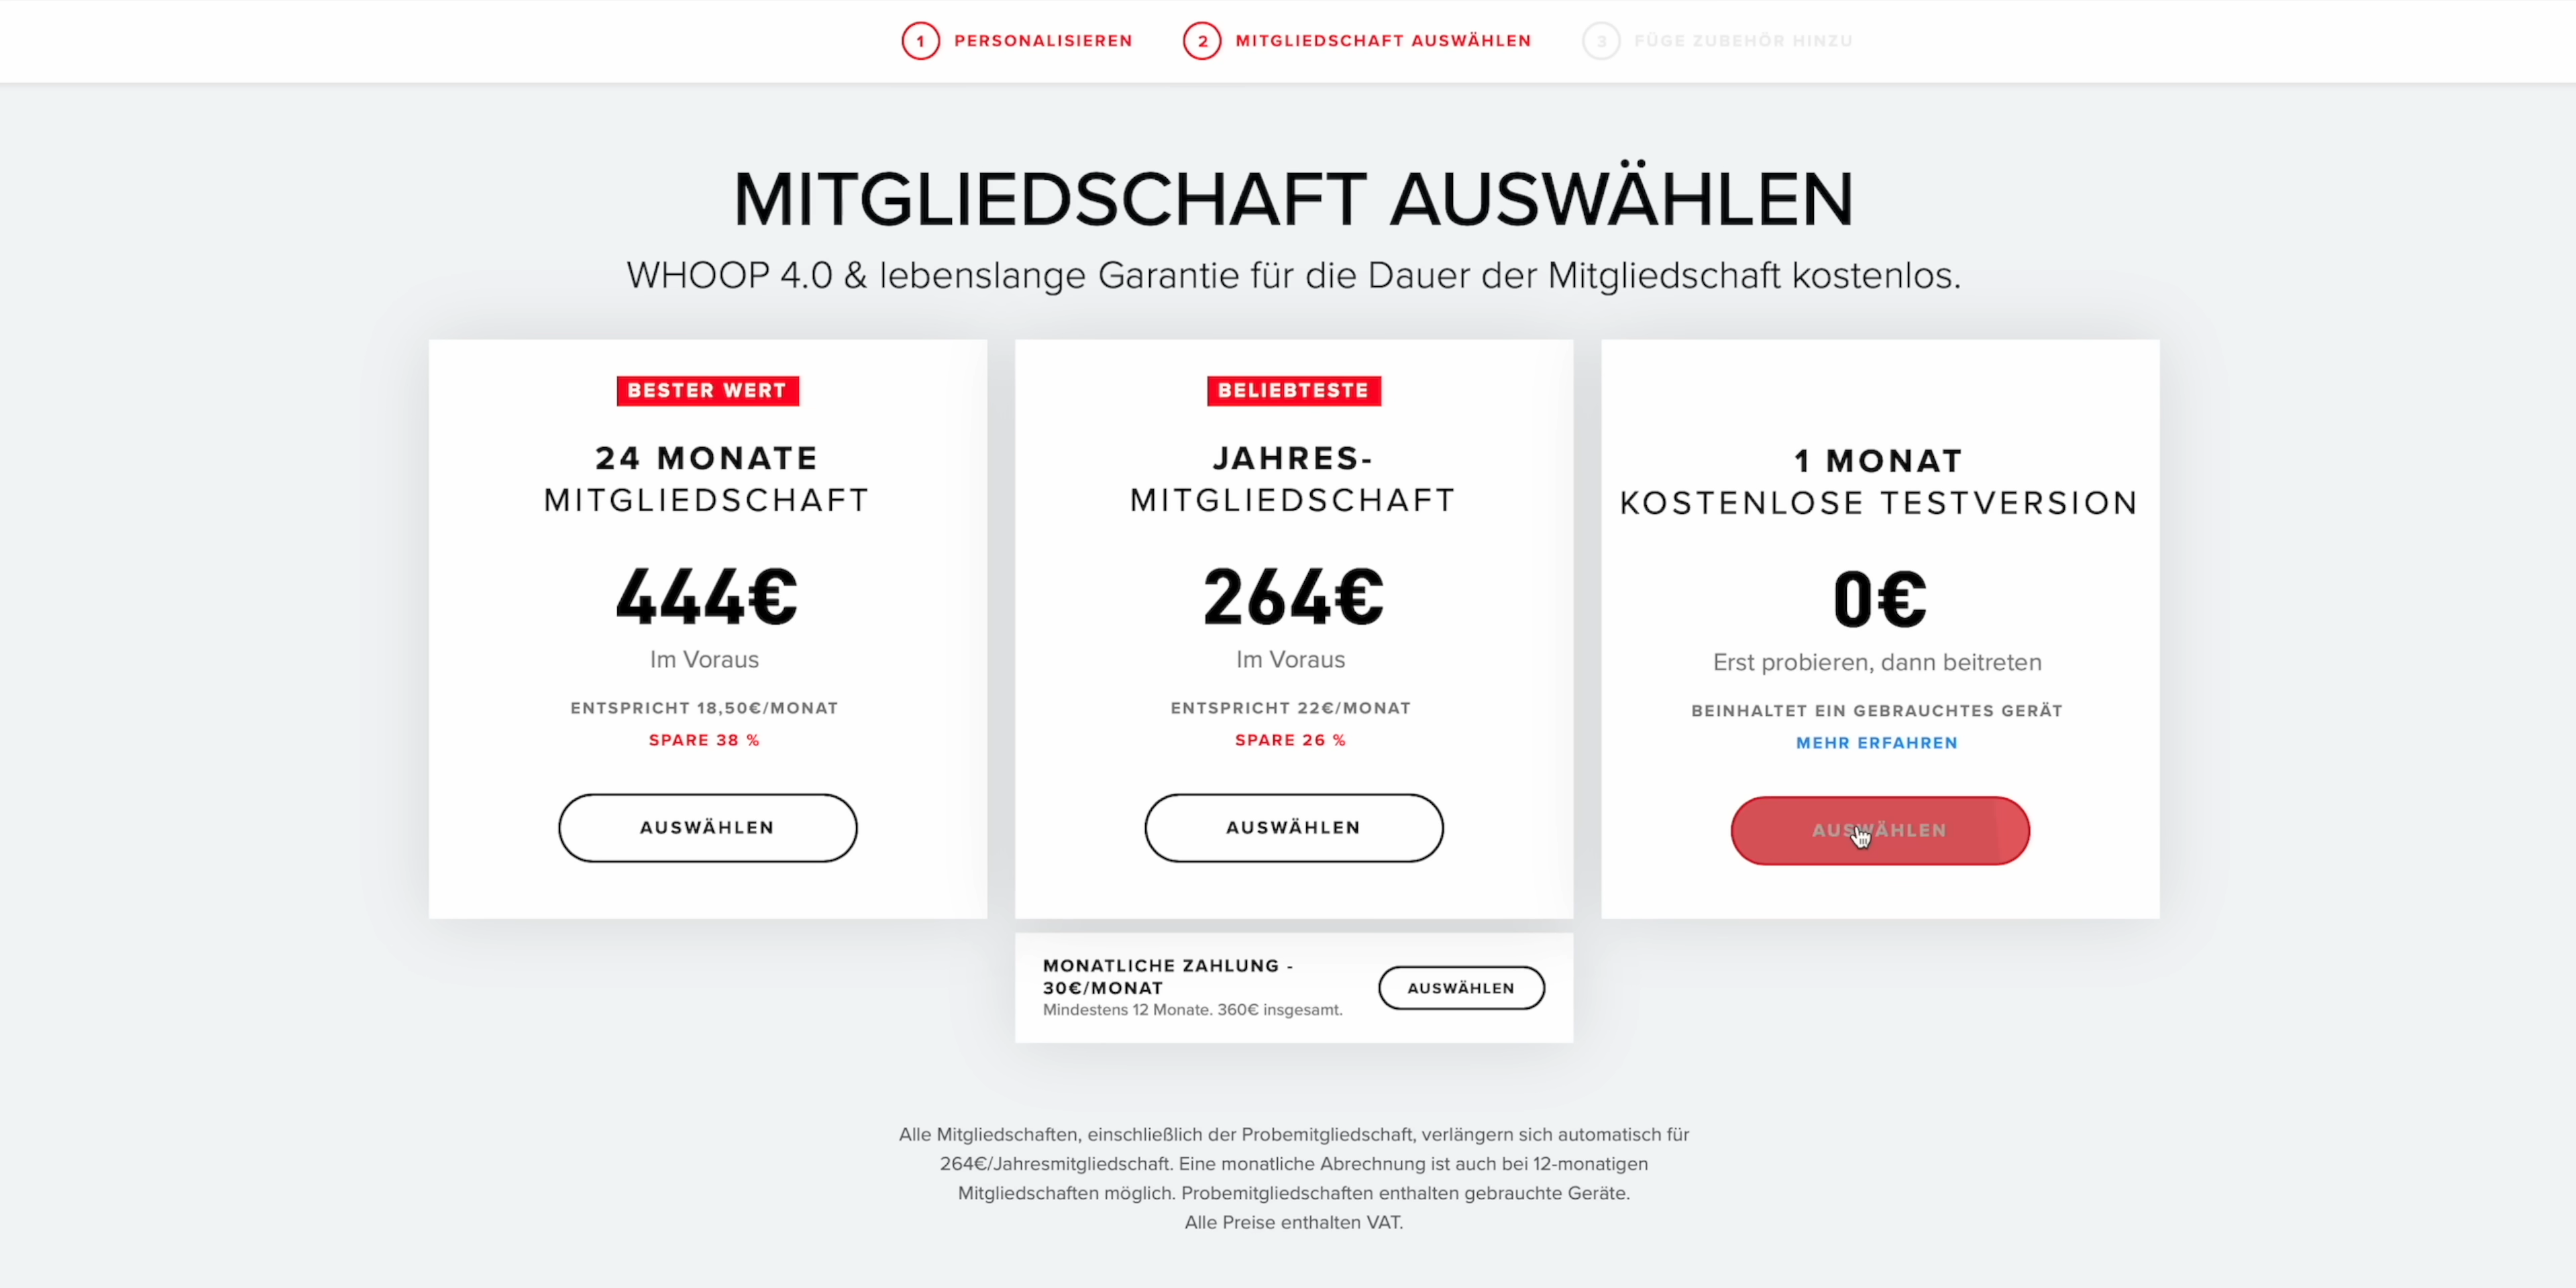 1 PERSONALISIEREN
2 MITGLIEDSCHAFT AUSWÄHLEN
3 FÜGE ZUBEHÖR HINZU
MITGLIEDSCHAFT AUSWÄHLEN
WHOOP 4.0 & lebenslange Garantie für die Dauer der Mitgliedschaft kostenlos.
BESTER WERT
24 MONATE
MITGLIEDSCHAFT
444€
Im Voraus
ENTSPRICHT 18,50€/MONAT
SPARE 38 %
AUSWÄHLEN
BELIEBTESTE
JAHRES-
MITGLIEDSCHAFT
264€
Im Voraus
ENTSPRICHT 22€/MONAT
SPARE 26 %
AUSWÄHLEN
MONATLICHE ZAHLUNG -
30€/MONAT
Mindestens 12 Monate. 360€ insgesamt.
AUSWÄHLEN
1 MONAT
KOSTENLOSE TESTVERSION
0€
Erst probieren, dann beitreten
BEINHALTET EIN GEBRAUCHTES GERÄT
MEHR ERFAHREN
AUSWÄHLEN
Alle Mitgliedschaften, einschließlich der Probemitgliedschaft, verlängern sich automatisch für
264€/Jahresmitgliedschaft. Eine monatliche Abrechnung ist auch bei 12-monatigen
Mitgliedschaften möglich. Probemitgliedschaften enthalten gebrauchte Geräte.
Alle Preise enthalten VAT.